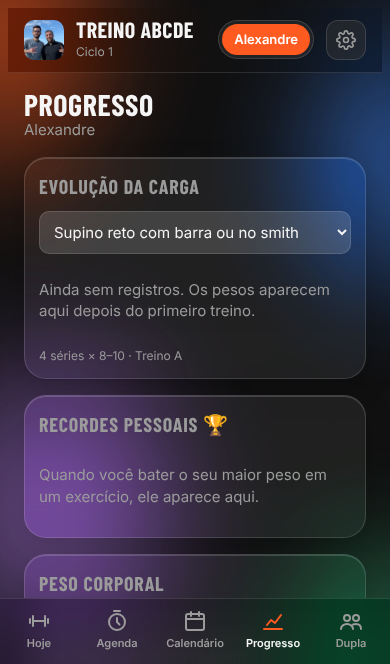 TREINO ABCDE
Ciclo 1
Alexandre
PROGRESSO
Alexandre
EVOLUÇÃO DA CARGA
Supino reto com barra ou no smith
Ainda sem registros. Os pesos aparecem
aqui depois do primeiro treino.
4 séries × 8–10 · Treino A
RECORDES PESSOAIS 🏆
Quando você bater o seu maior peso em
um exercício, ele aparece aqui.
PESO CORPORAL
Hoje
Agenda
Calendário
Progresso
Dupla